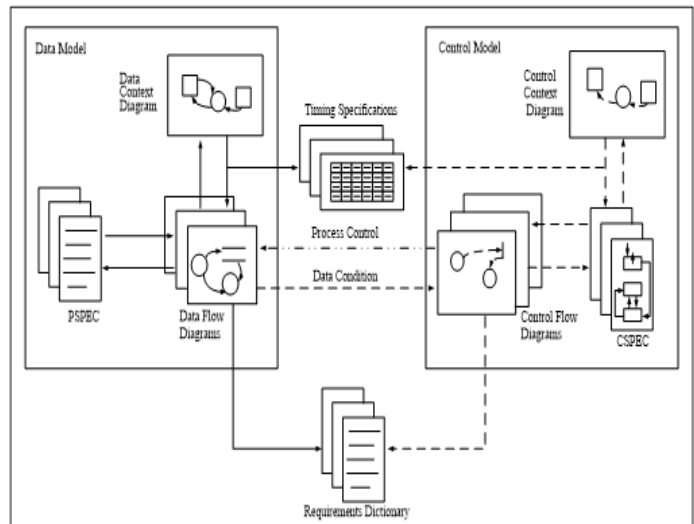 Data Model
Data
Context
Diagram
Timing Specifications
Control Model
Control
Context
Diagram
Process Control
Data Condition
PSPEC
Data Flow
Diagrams
Control Flow
Diagrams
CSPEC
Requirements Dictionary